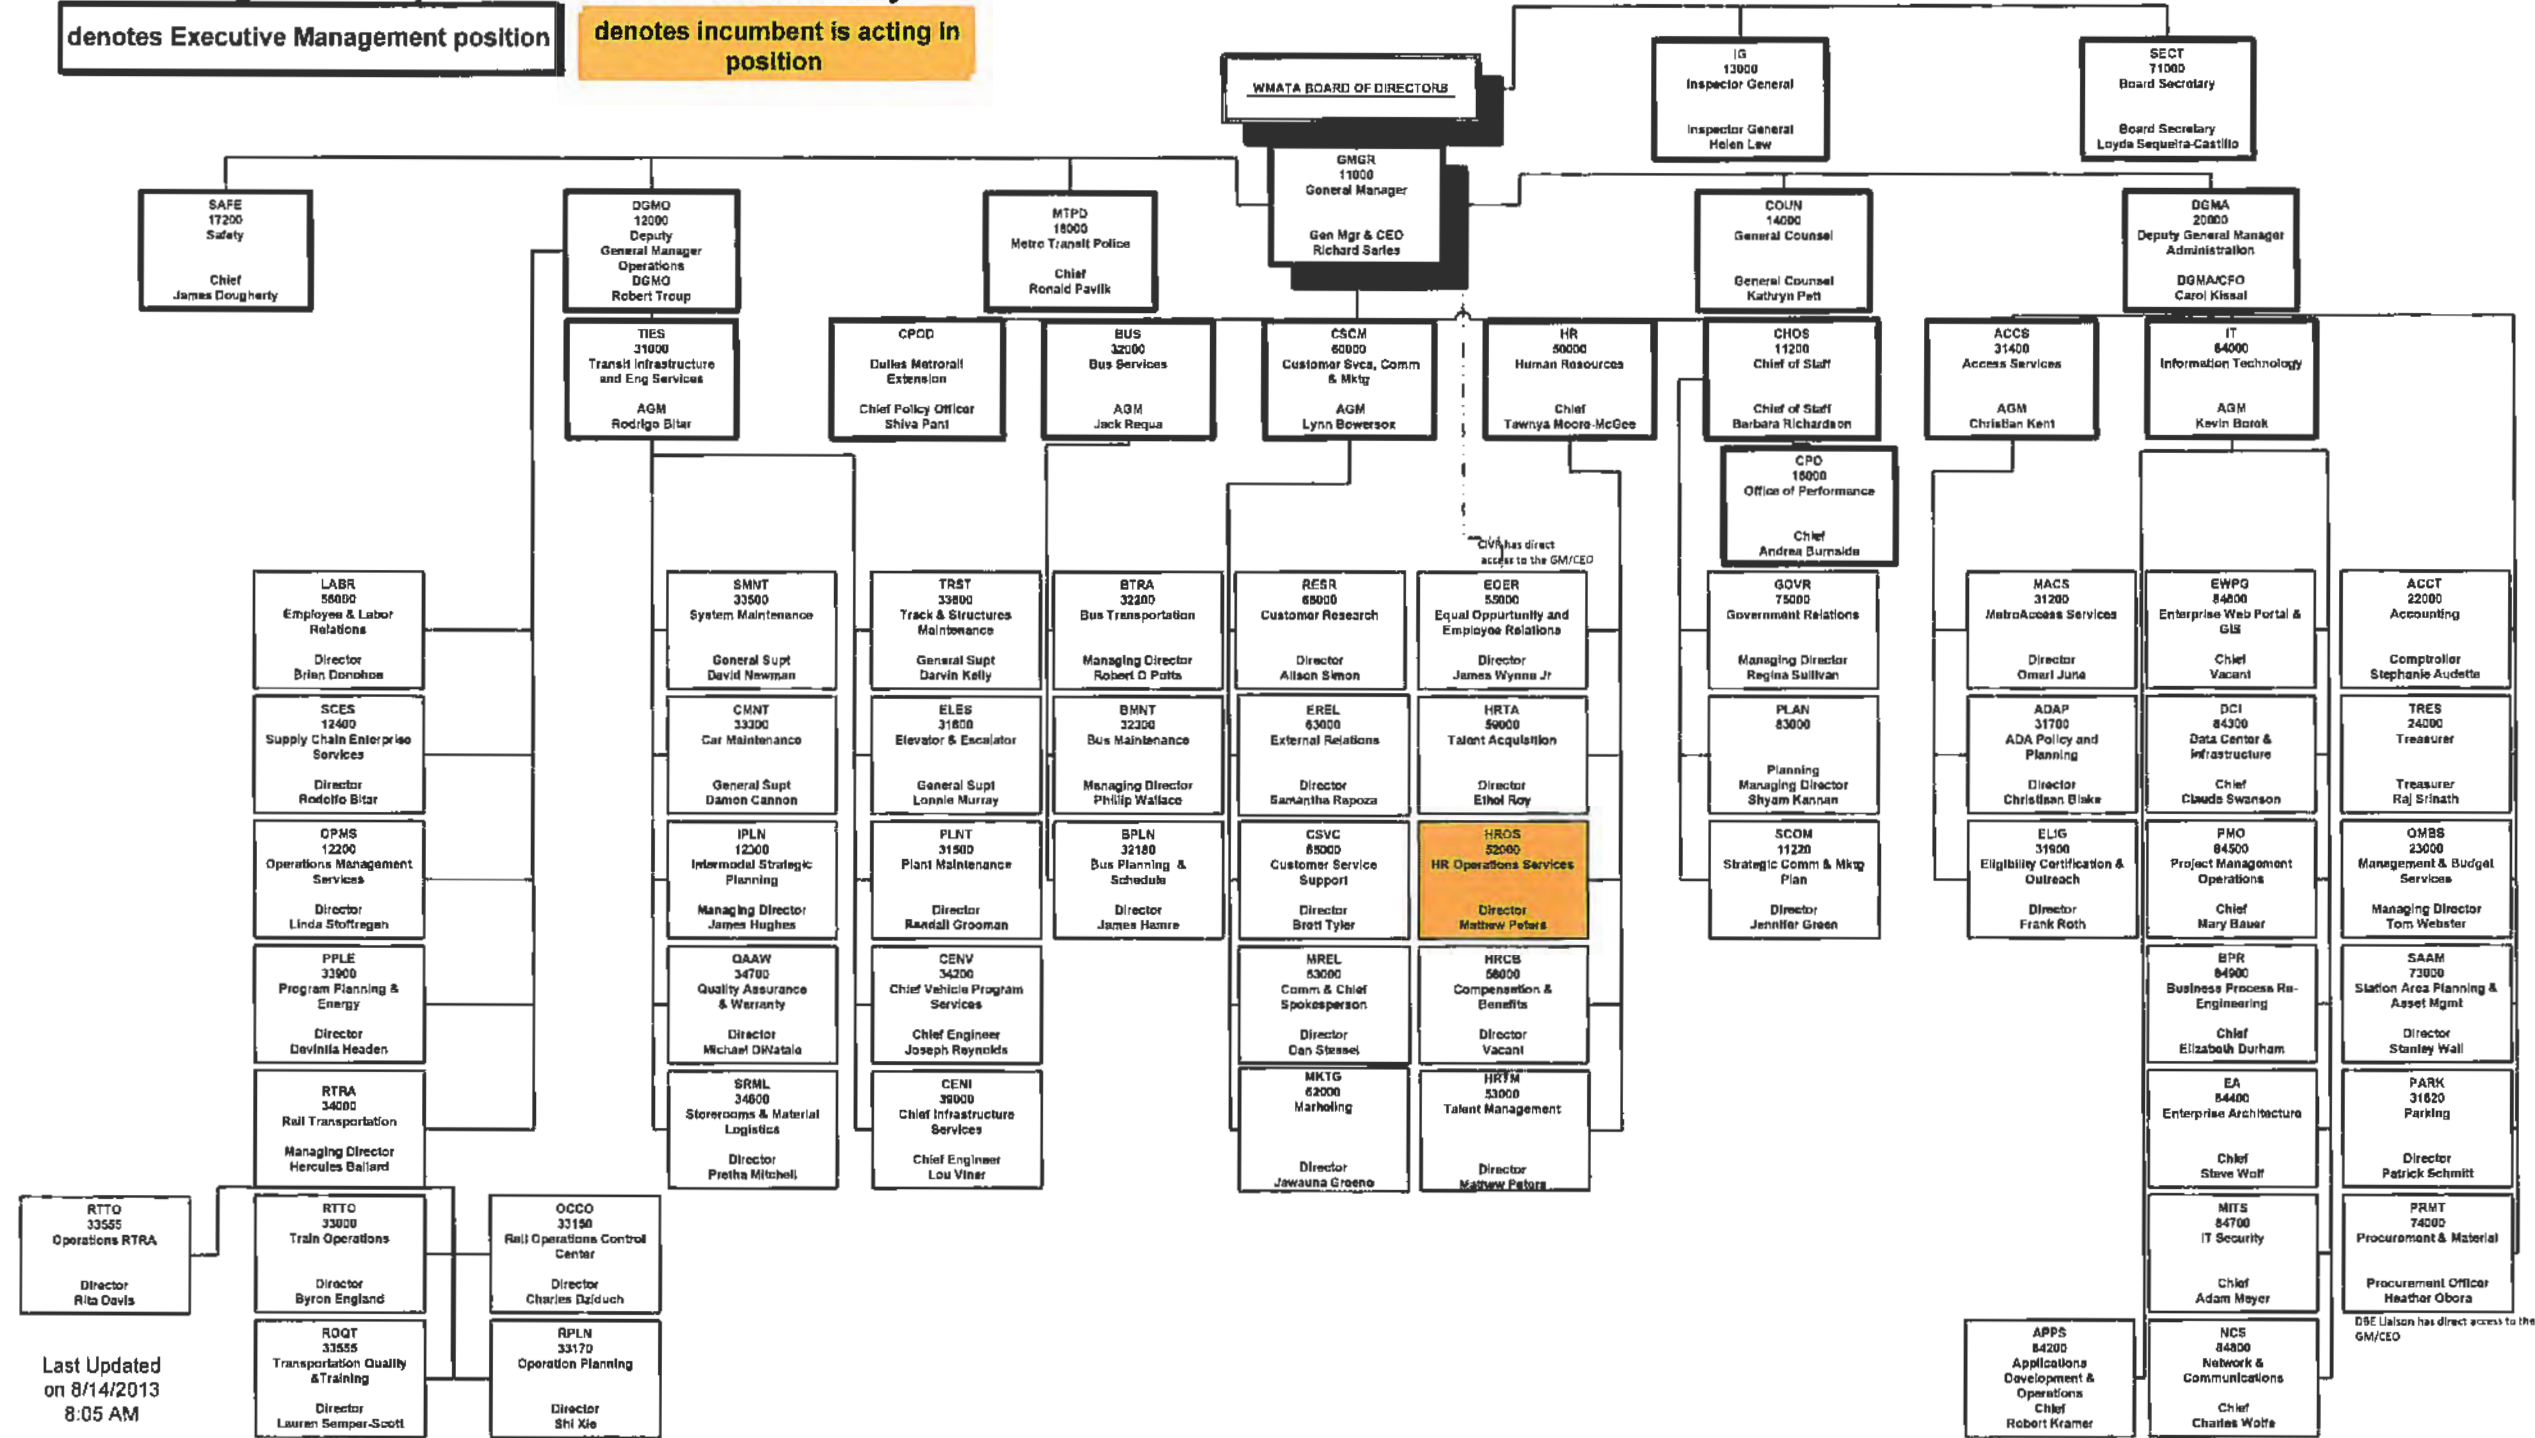 denotes Executive Management position
denotes incumbent is acting in
position
WMATA BOARD OF DIRECTORS
IG
13000
Inspector General
Inspector General
Helen Lew
SECT
71000
Board Secretary
Board Secretary
Loyda Sequeira-Castillo
GMGR
11000
General Manager
Gen Mgr & CEO
Richard Sarles
SAFE
17200
Safety
Chief
James Dougherty
DGMO
12000
Deputy
General Manager
Operations
DGMO
Robert Troup
MTPD
18000
Metro Transit Police
Chief
Ronald Pavlik
COUN
14000
General Counsel
General Counsel
Kathryn Pett
DGMA
20000
Deputy General Manager
Administration
DGMA/CFO
Carol Kissal
TIES
31000
Transit Infrastructure
and Eng Services
AGM
Rodrigo Bitar
CPOD
Dulles Metrorail
Extension
Chief Policy Officer
Shiva Pant
BUS
32000
Bus Services
AGM
Jack Requa
CSCM
60000
Customer Svcs, Comm
& Mktg
AGM
Lynn Bowersox
HR
50000
Human Resources
Chief
Tawnya Moore-McGee
CHOS
11200
Chief of Staff
Chief of Staff
Barbara Richardson
ACCS
31400
Access Services
AGM
Christian Kent
IT
84000
Information Technology
AGM
Kevin Borek
CPO
16000
Office of Performance
Chief
Andrea Burnside
CIVR has direct
access to the GM/CEO
LABR
56000
Employee & Labor
Relations
Director
Brian Donohoe
SMNT
33500
System Maintenance
General Supt
David Newman
TRST
33600
Track & Structures
Maintenance
General Supt
Darvin Kelly
BTRA
32200
Bus Transportation
Managing Director
Robert D Potts
RESR
66000
Customer Research
Director
Alison Simon
EOER
55000
Equal Opprtunity and
Employee Relations
Director
James Wynne Jr
GOVR
75000
Government Relations
Managing Director
Regina Sullivan
MACS
31200
MetroAccess Services
Director
Omari June
EWPG
84600
Enterprise Web Portal &
GIS
Chief
Vacant
ACCT
22000
Accounting
Comptroller
Stephanie Audette
SCES
12400
Supply Chain Enterprise
Services
Director
Rodolfo Bitar
CMNT
33300
Car Maintenance
General Supt
Damon Cannon
ELES
31600
Elevator & Escalator
General Supt
Lonnie Murray
BMNT
32300
Bus Maintenance
Managing Director
Phillip Wallace
EREL
63000
External Relations
Director
Samantha Rapoza
HRTA
59000
Talent Acquisition
Director
Ethel Roy
PLAN
83000
Planning
Managing Director
Shyam Kannan
ADAP
31700
ADA Policy and
Planning
Director
Christiaan Blake
DCI
84300
Data Center &
Infrastructure
Chief
Claude Swanson
TRES
24000
Treasurer
Treasurer
Raj Srinath
OPMS
12200
Operations Management
Services
Director
Linda Stoffregen
IPLN
12300
Intermodal Strategic
Planning
Managing Director
James Hughes
PLNT
31500
Plant Maintenance
Director
Randall Grooman
BPLN
32180
Bus Planning &
Schedule
Director
James Hamre
CSVC
65000
Customer Service
Support
Director
Brett Tyler
HROS
52000
HR Operations Services
Director
Mathew Peters
SCOM
11220
Strategic Comm & Mktg
Plan
Director
Jennifer Green
ELIG
31900
Eligibility Certification &
Outreach
Director
Frank Roth
PMO
84500
Project Management
Operations
Chief
Mary Bauer
OMBS
23000
Management & Budget
Services
Managing Director
Tom Webster
PPLE
33900
Program Planning &
Energy
Director
Devinila Headen
QAAW
34700
Quality Assurance
& Warranty
Director
Michael DiNatale
CENV
34200
Chief Vehicle Program
Services
Chief Engineer
Joseph Reynolds
MREL
63000
Comm & Chief
Spokesperson
Director
Dan Stessel
HRCB
58000
Compensation &
Benefits
Director
Vacant
BPR
84900
Business Process Re-
Engineering
Chief
Elizabeth Durham
SAAM
73000
Station Area Planning &
Asset Mgmt
Director
Stanley Wall
RTRA
34000
Rail Transportation
Managing Director
Hercules Ballard
SRML
34600
Storerooms & Material
Logistics
Director
Pretha Mitchell
CENI
39000
Chief Infrastructure
Services
Chief Engineer
Lou Viner
MKTG
62000
Marketing
Director
Jawauna Greene
HRTM
53000
Talent Management
Director
Mathew Peters
EA
84400
Enterprise Architecture
Chief
Steve Wolf
PARK
31620
Parking
Director
Patrick Schmitt
RTTO
33555
Operations RTRA
Director
Rita Davis
RTTO
33000
Train Operations
Director
Byron England
OCCO
33150
Rail Operations Control
Center
Director
Charles Dziduch
MITS
84700
IT Security
Chief
Adam Meyer
PRMT
74000
Procurement & Material
Procurement Officer
Heather Obora
DBE Liaison has direct access to the
GM/CEO
ROQT
33555
Transportation Quality
&Training
Director
Lauren Semper-Scott
RPLN
33170
Operation Planning
Director
Shi Xie
APPS
84200
Applications
Development &
Operations
Chief
Robert Kramer
NCS
84800
Network &
Communications
Chief
Charles Wolfe
Last Updated
on 8/14/2013
8:05 AM